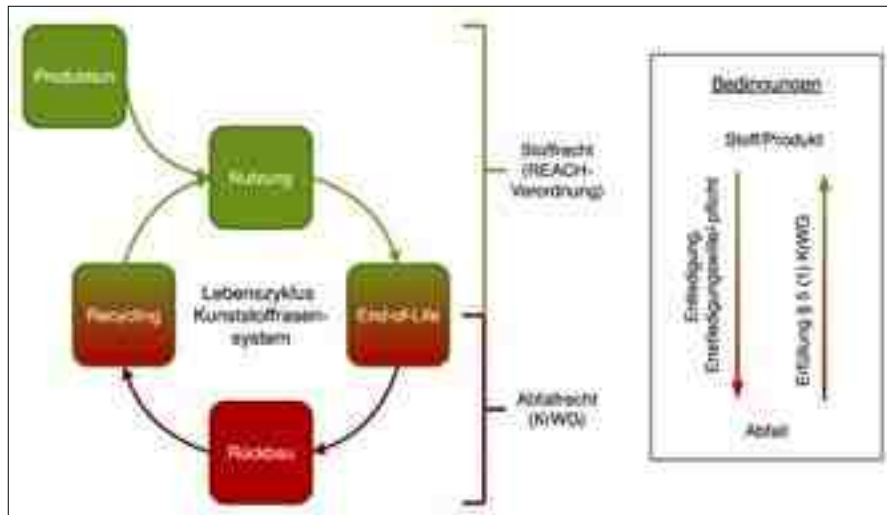 Produktion
Nutzung
Recycling
End-of-Life
Rückbau
Lebenszyklus
Kunststoffrasen-
system
Stoffrecht
(REACH-
Verordnung)
Abfallrecht
(KrWG)
Bedingungen
Stoff/Produkt
Entledigung,
Entledigungswille/-pflicht
Erfüllung § 5 (1) KrWG
Abfall